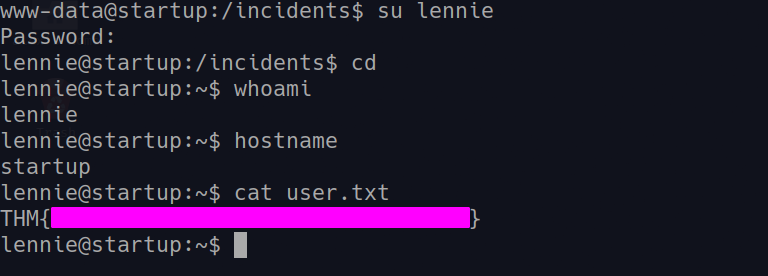 www-data@startup:/incidents$ su lennie
Password:
lennie@startup:/incidents$ cd
lennie@startup:~$ whoami
lennie
lennie@startup:~$ hostname
startup
lennie@startup:~$ cat user.txt
THM{}
lennie@startup:~$